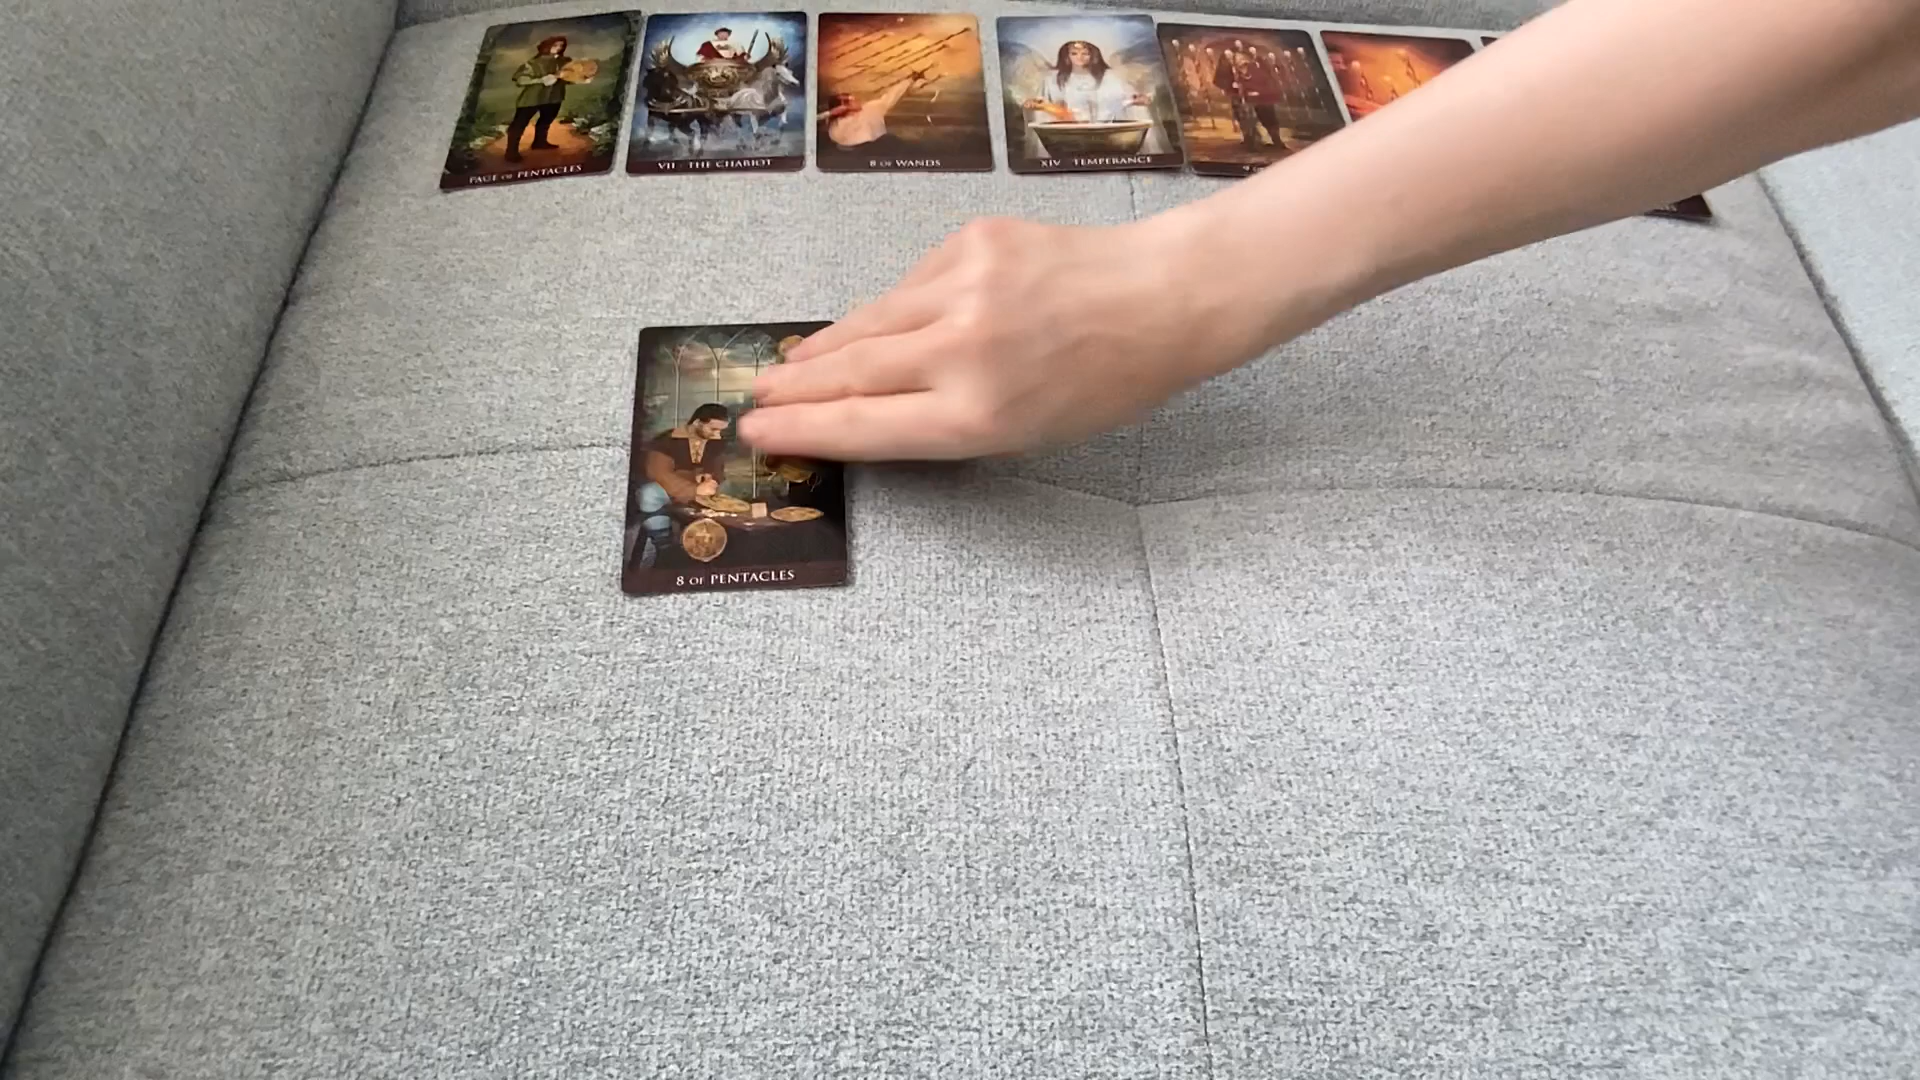 PAGE OF PENTACLES
VII THE CHARIOT
8 OF WANDS
XIV TEMPERANCE
8 OF PENTACLES